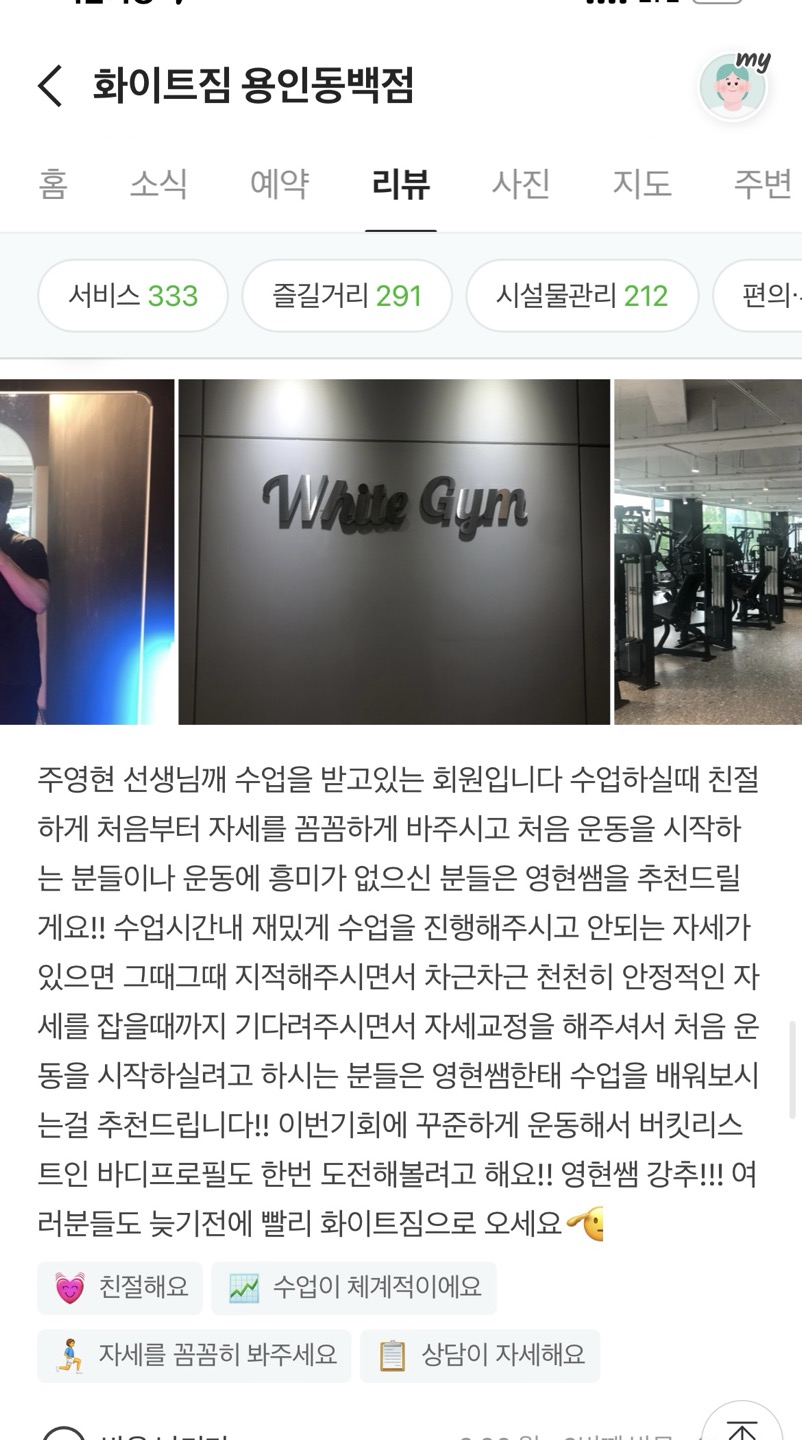 화이트짐 용인동백점
my
홈 소식 예약 리뷰 사진 지도 주변
서비스 333 즐길거리 291 시설물관리 212 편의·
White Gym
주영현 선생님깨 수업을 받고있는 회원입니다 수업하실때 친절
하게 처음부터 자세를 꼼꼼하게 바주시고 처음 운동을 시작하
는 분들이나 운동에 흥미가 없으신 분들은 영현쌤을 추천드릴
게요!! 수업시간내 재밌게 수업을 진행해주시고 안되는 자세가
있으면 그때그때 지적해주시면서 차근차근 천천히 안정적인 자
세를 잡을때까지 기다려주시면서 자세교정을 해주셔서 처음 운
동을 시작하실려고 하시는 분들은 영현쌤한태 수업을 배워보시
는걸 추천드립니다!! 이번기회에 꾸준하게 운동해서 버킷리스
트인 바디프로필도 한번 도전해볼려고 해요!! 영현쌤 강추!!! 여
러분들도 늦기전에 빨리 화이트짐으로 오세요
친절해요 수업이 체계적이에요
자세를 꼼꼼히 봐주세요 상담이 자세해요